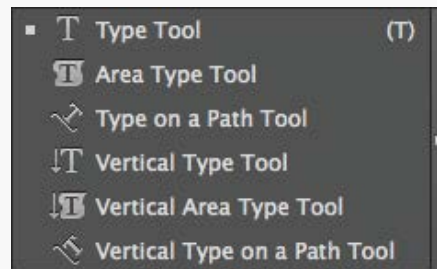 Type Tool (T)
Area Type Tool
Type on a Path Tool
Vertical Type Tool
Vertical Area Type Tool
Vertical Type on a Path Tool